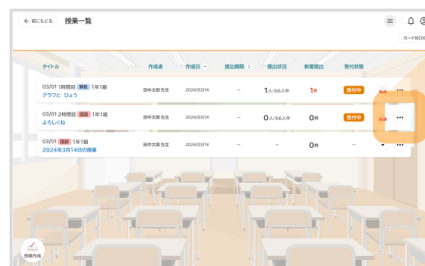 ← 前にもどる 授業一覧
カードBOX
タイトル 作成者 作成日 提出期限 提出状況 新着提出 受付状態
03/01 1時間目 算数 1年1組
グラフと ひょう
田中太郎先生 2024/03/14 - 1人/66人中 1件 受付中
03/01 2時間目 国語 1年1組
よろしくね
田中太郎先生 2024/03/14 - 0人/66人中 0件 受付中
03/01 国語 1年1組
2024年3月14日の授業
田中太郎先生 2024/03/14 - - 0件 -
授業作成